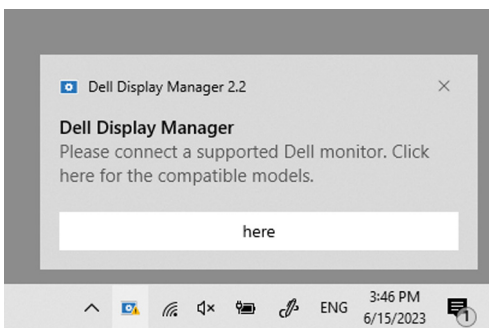 Dell Display Manager 2.2
Dell Display Manager
Please connect a supported Dell monitor. Click
here for the compatible models.
here
ENG
3:46 PM
6/15/2023
1